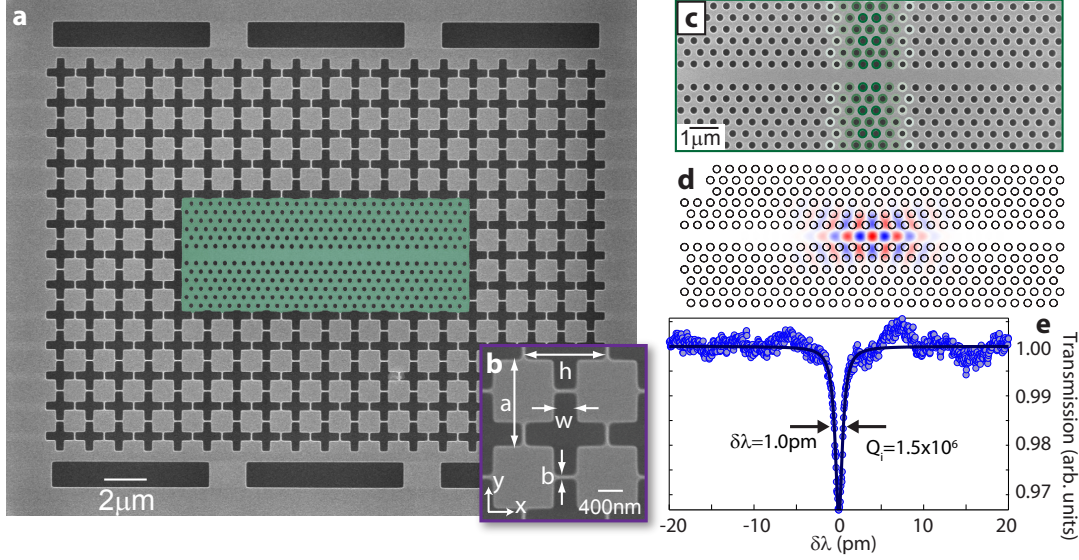 a
2μm
b
h
a
w
b
y
x
400nm
c
1μm
d
e
1.00
0.99
0.98
0.97
Transmission (arb. units)
δλ=1.0pm
Qi=1.5x10⁶
-20
-10
0
10
20
δλ (pm)